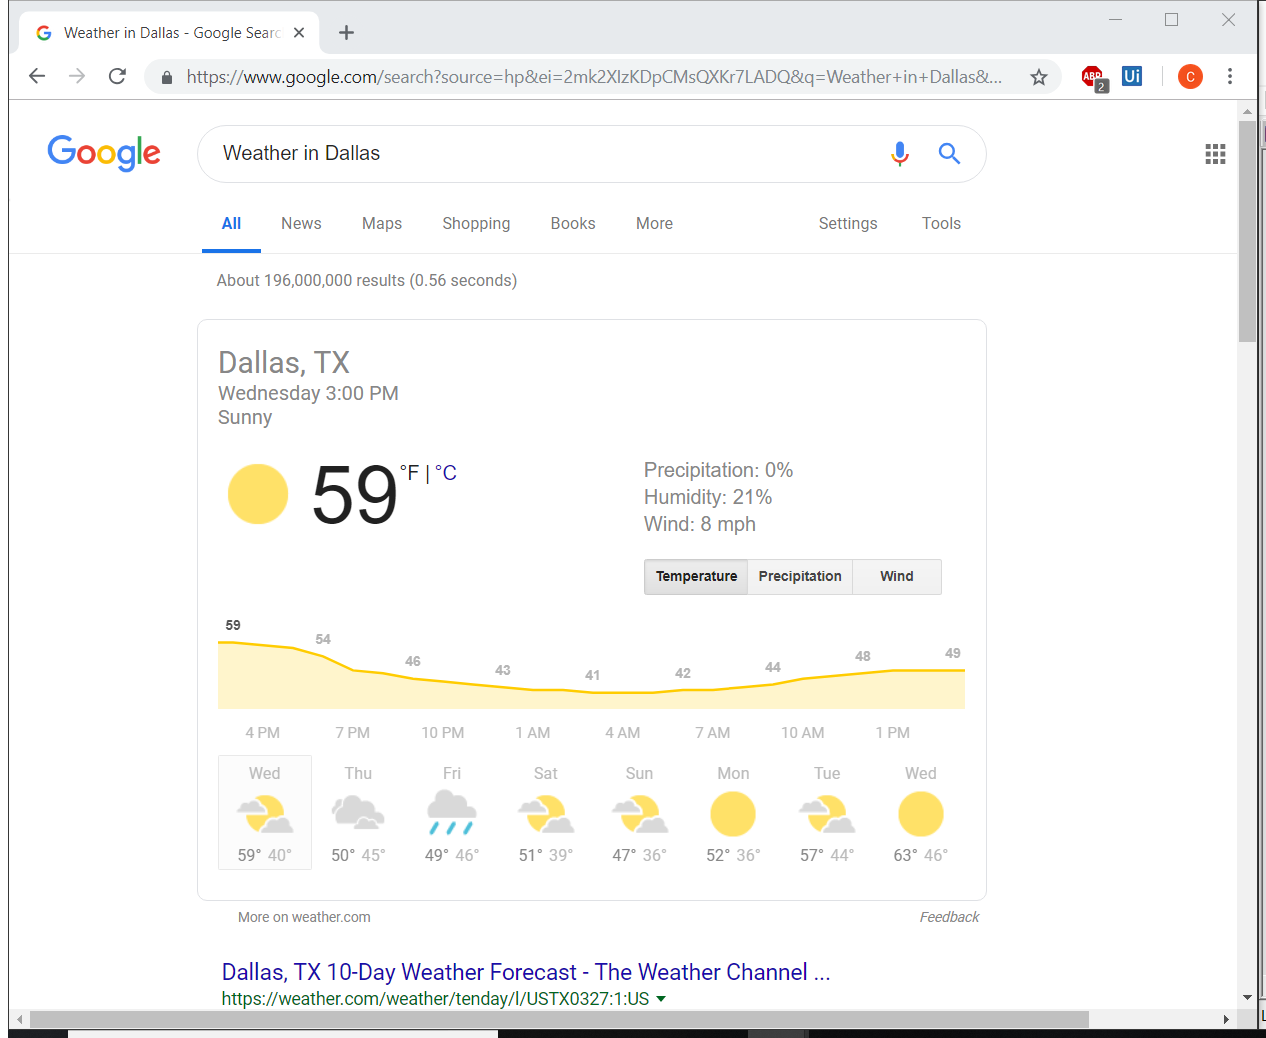 Weather in Dallas - Google Searc
https://www.google.com/search?source=hp&ei=2mk2XIzKDpCMsQXKr7LADQ&q=Weather+in+Dallas&...
ABP
2
Ui
C
Google
Weather in Dallas
All News Maps Shopping Books More Settings Tools
About 196,000,000 results (0.56 seconds)
Dallas, TX
Wednesday 3:00 PM
Sunny
59 °F | °C
Precipitation: 0%
Humidity: 21%
Wind: 8 mph
Temperature Precipitation Wind
59 54 46 43 41 42 44 48 49
4 PM 7 PM 10 PM 1 AM 4 AM 7 AM 10 AM 1 PM
Wed Thu Fri Sat Sun Mon Tue Wed
59° 40° 50° 45° 49° 46° 51° 39° 47° 36° 52° 36° 57° 44° 63° 46°
More on weather.com Feedback
Dallas, TX 10-Day Weather Forecast - The Weather Channel ...
https://weather.com/weather/tenday/l/USTX0327:1:US